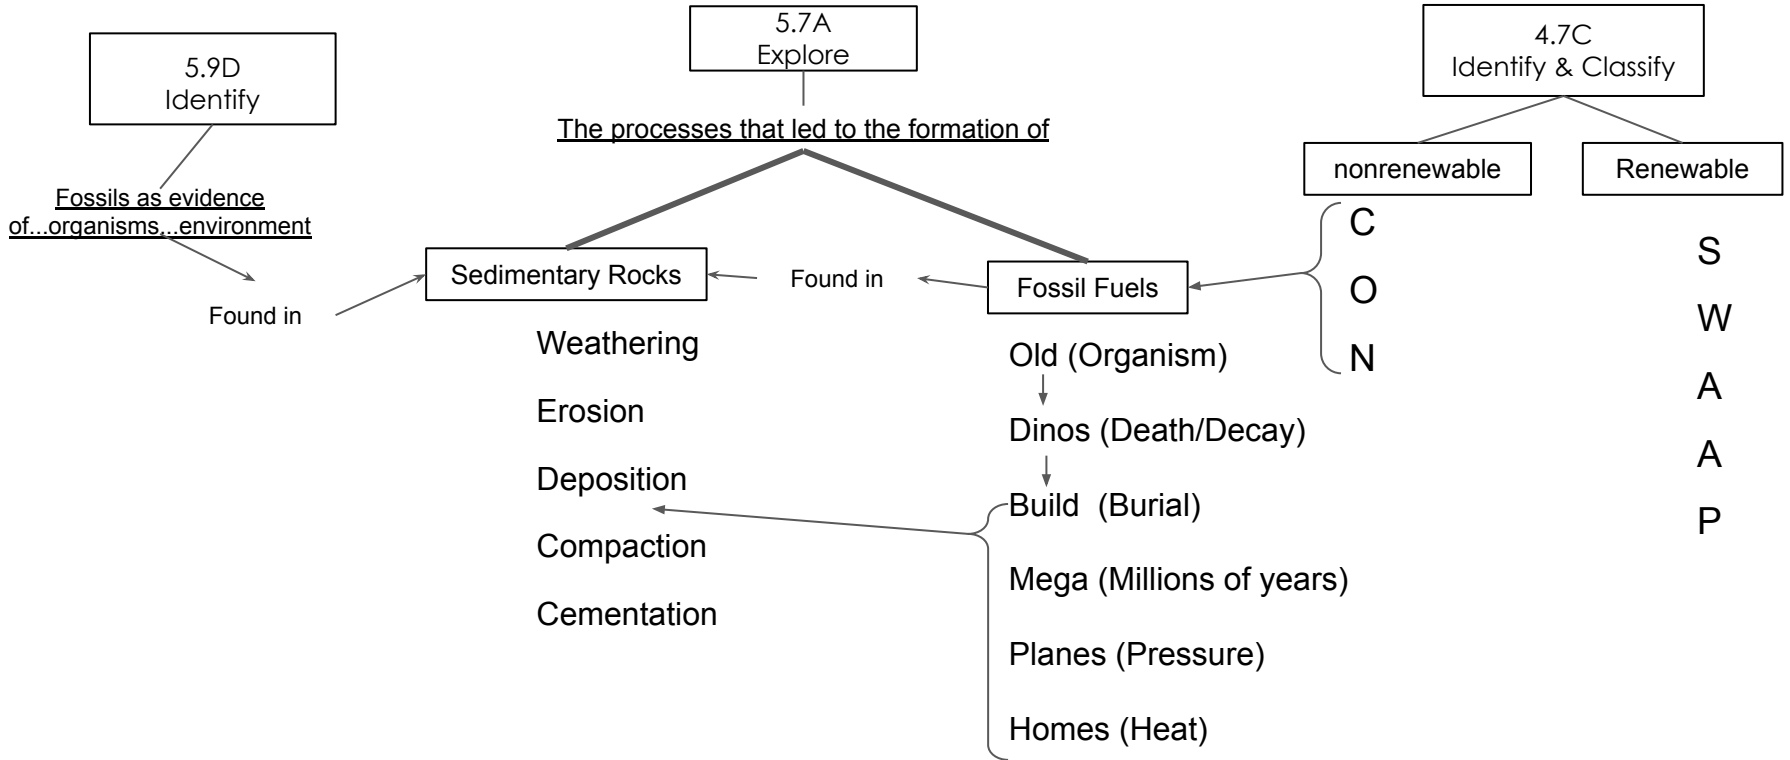 5.9D
Identify
Fossils as evidence
of...organisms...environment
Found in
5.7A
Explore
The processes that led to the formation of
Sedimentary Rocks
Weathering
Erosion
Deposition
Compaction
Cementation
Found in
Fossil Fuels
Old (Organism)
Dinos (Death/Decay)
Build (Burial)
Mega (Millions of years)
Planes (Pressure)
Homes (Heat)
4.7C
Identify & Classify
nonrenewable
C
O
N
Renewable
S
W
A
A
P